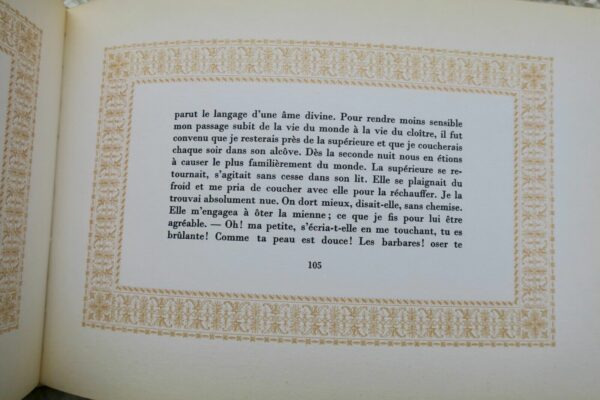 parut le langage d'une âme divine. Pour rendre moins sensible
mon passage subit de la vie du monde à la vie du cloître, il fut
convenu que je resterais près de la supérieure et que je coucherais
chaque soir dans son alcôve. Dès la seconde nuit nous en étions
à causer le plus familièrement du monde. La supérieure se re-
tournait, s'agitait sans cesse dans son lit. Elle se plaignait du
froid et me pria de coucher avec elle pour la réchauffer. Je la
trouvai absolument nue. On dort mieux, disait-elle, sans chemise.
Elle m'engagea à ôter la mienne ; ce que je fis pour lui être
agréable. — Oh! ma petite, s'écria-t-elle en me touchant, tu es
brûlante! Comme ta peau est douce! Les barbares! oser te
105